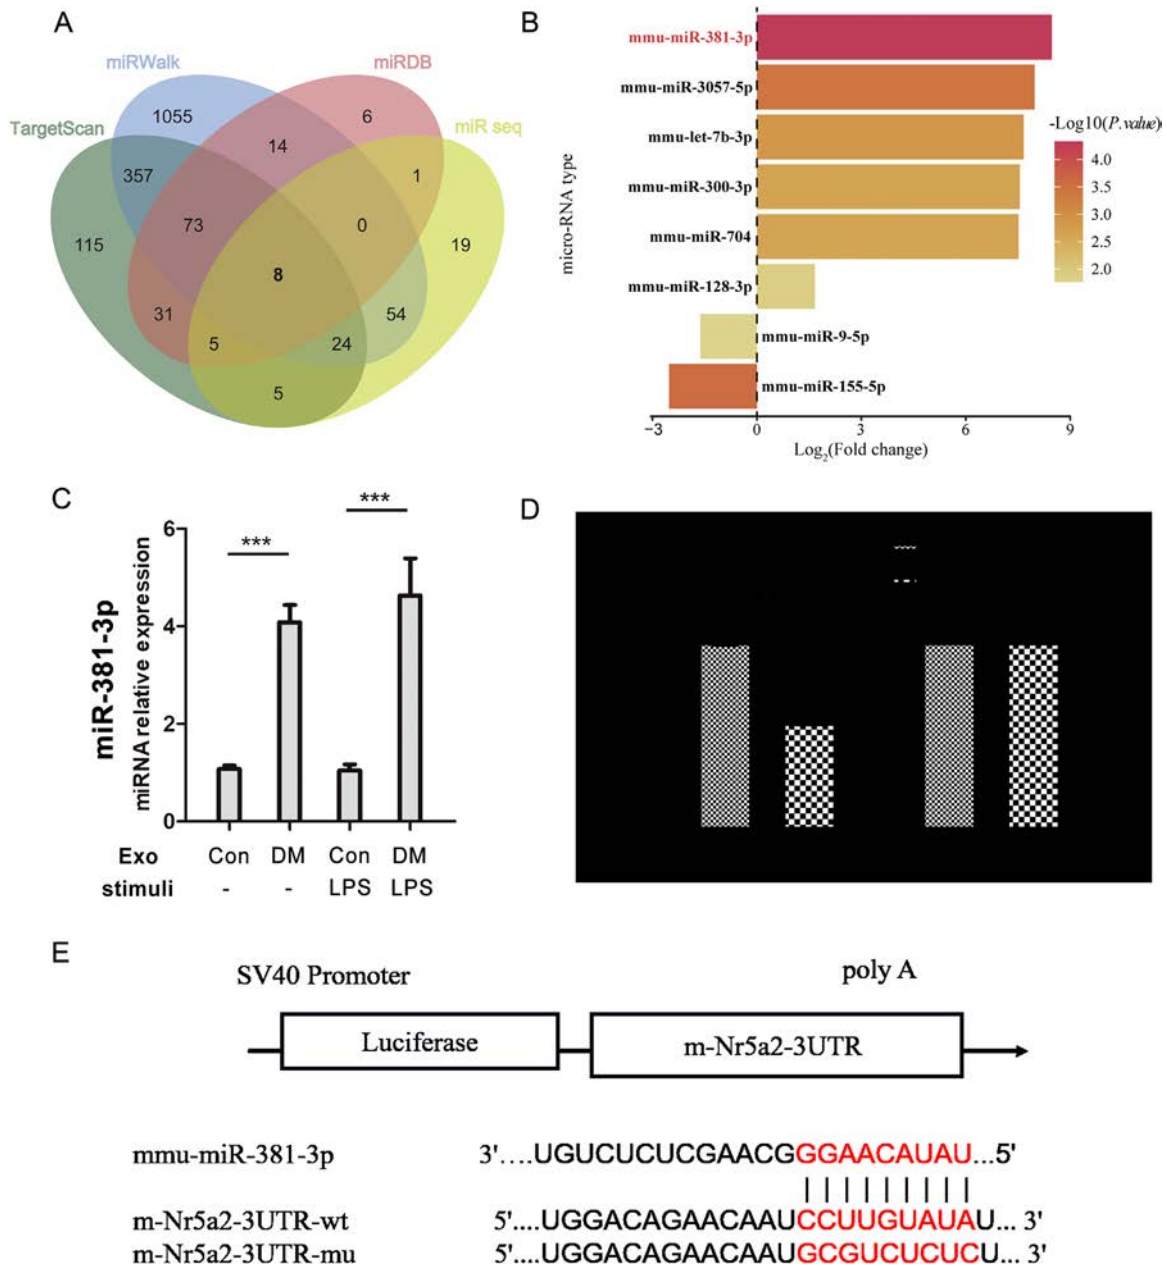 A
miRWalk
miRDB
TargetScan
miR seq
1055
6
14
357
1
73
0
115
19
8
31
54
5
24
5
B
mmu-miR-381-3p
mmu-miR-3057-5p
mmu-let-7b-3p
mmu-miR-300-3p
mmu-miR-704
mmu-miR-128-3p
mmu-miR-9-5p
mmu-miR-155-5p
micro-RNA type
-Log10(P.value)
4.0
3.5
3.0
2.5
2.0
−3 0 3 6 9
Log2(Fold change)
C
miR-381-3p
miRNA relative expression
6
4
2
0
*** ***
Exo Con DM Con DM
stimuli - - LPS LPS
D
E
SV40 Promoter poly A
Luciferase m-Nr5a2-3UTR
mmu-miR-381-3p 3'....UGUCUCUCGAACGGGAACAUAU...5'
m-Nr5a2-3UTR-wt 5'....UGGACAGAACAAUCCUUGUAUAU... 3'
m-Nr5a2-3UTR-mu 5'....UGGACAGAACAAUGCGUCUCUCU... 3'